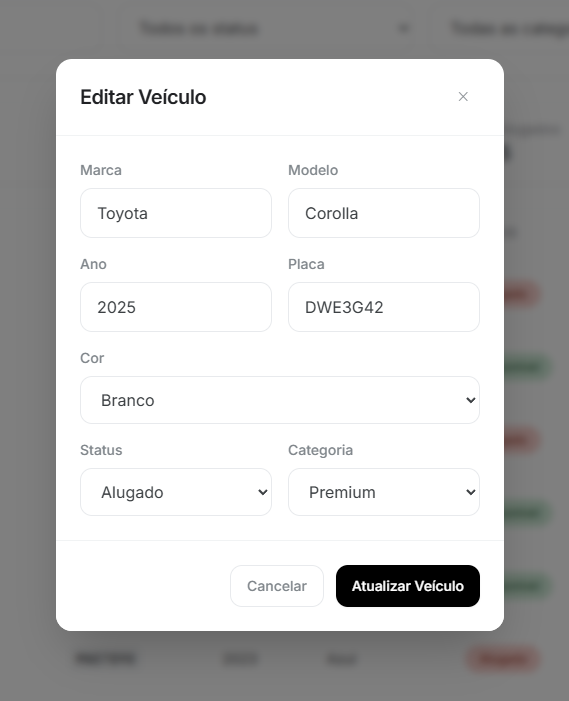 Todos os status
Editar Veículo
Marca
Modelo
Toyota
Corolla
Ano
Placa
2025
DWE3G42
Cor
Branco
Status
Categoria
Alugado
Premium
Cancelar
Atualizar Veículo